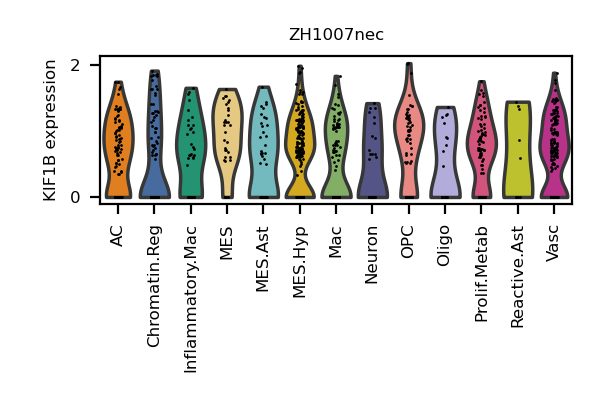 ZH1007nec
KIF1B expression
2
0
AC
Chromatin.Reg
Inflammatory.Mac
MES
MES.Ast
MES.Hyp
Mac
Neuron
OPC
Oligo
Prolif.Metab
Reactive.Ast
Vasc